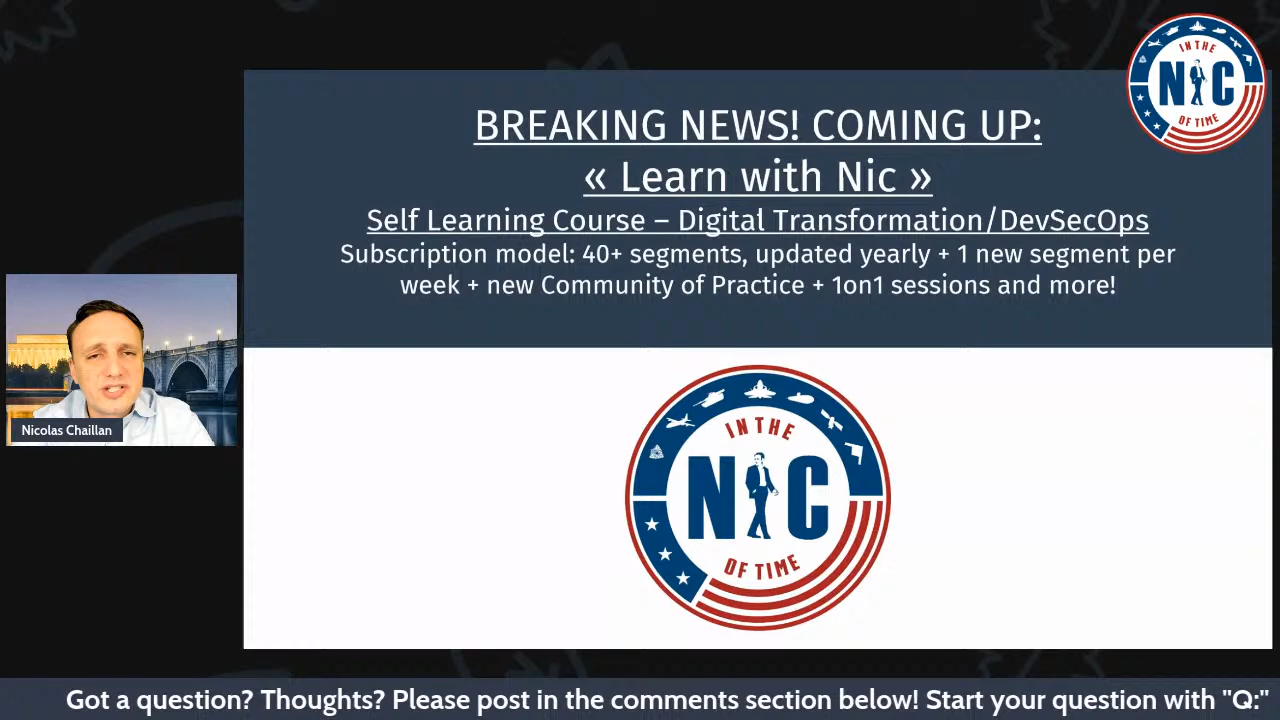 IN THE
NIC
OF TIME
BREAKING NEWS! COMING UP:
« Learn with Nic »
Self Learning Course – Digital Transformation/DevSecOps
Subscription model: 40+ segments, updated yearly + 1 new segment per
week + new Community of Practice + 1on1 sessions and more!
Nicolas Chaillan
IN THE
NIC
OF TIME
Got a question? Thoughts? Please post in the comments section below! Start your question with "Q:"